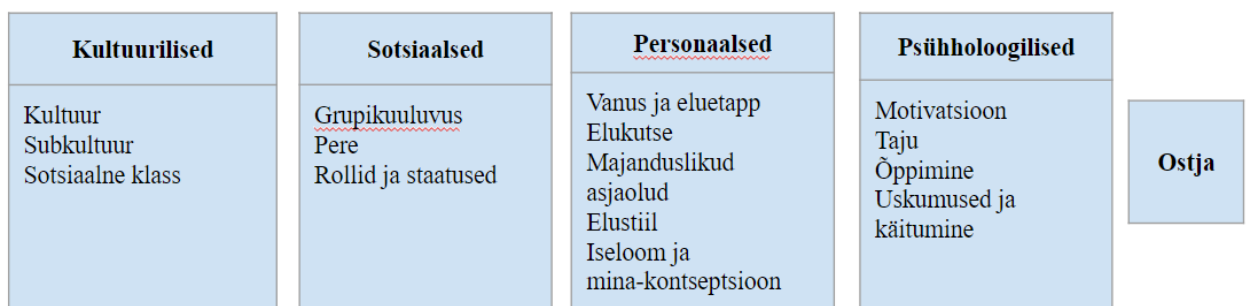 Kultuurilised
Kultuur
Subkultuur
Sotsiaalne klass
Sotsiaalsed
Grupikuuluvus
Pere
Rollid ja staatused
Personaalsed
Vanus ja eluetapp
Elukutse
Majanduslikud
asjaolud
Elustiil
Iseloom ja
mina-kontseptsioon
Psühholoogilised
Motivatsioon
Taju
Õppimine
Uskumused ja
käitumine
Ostja